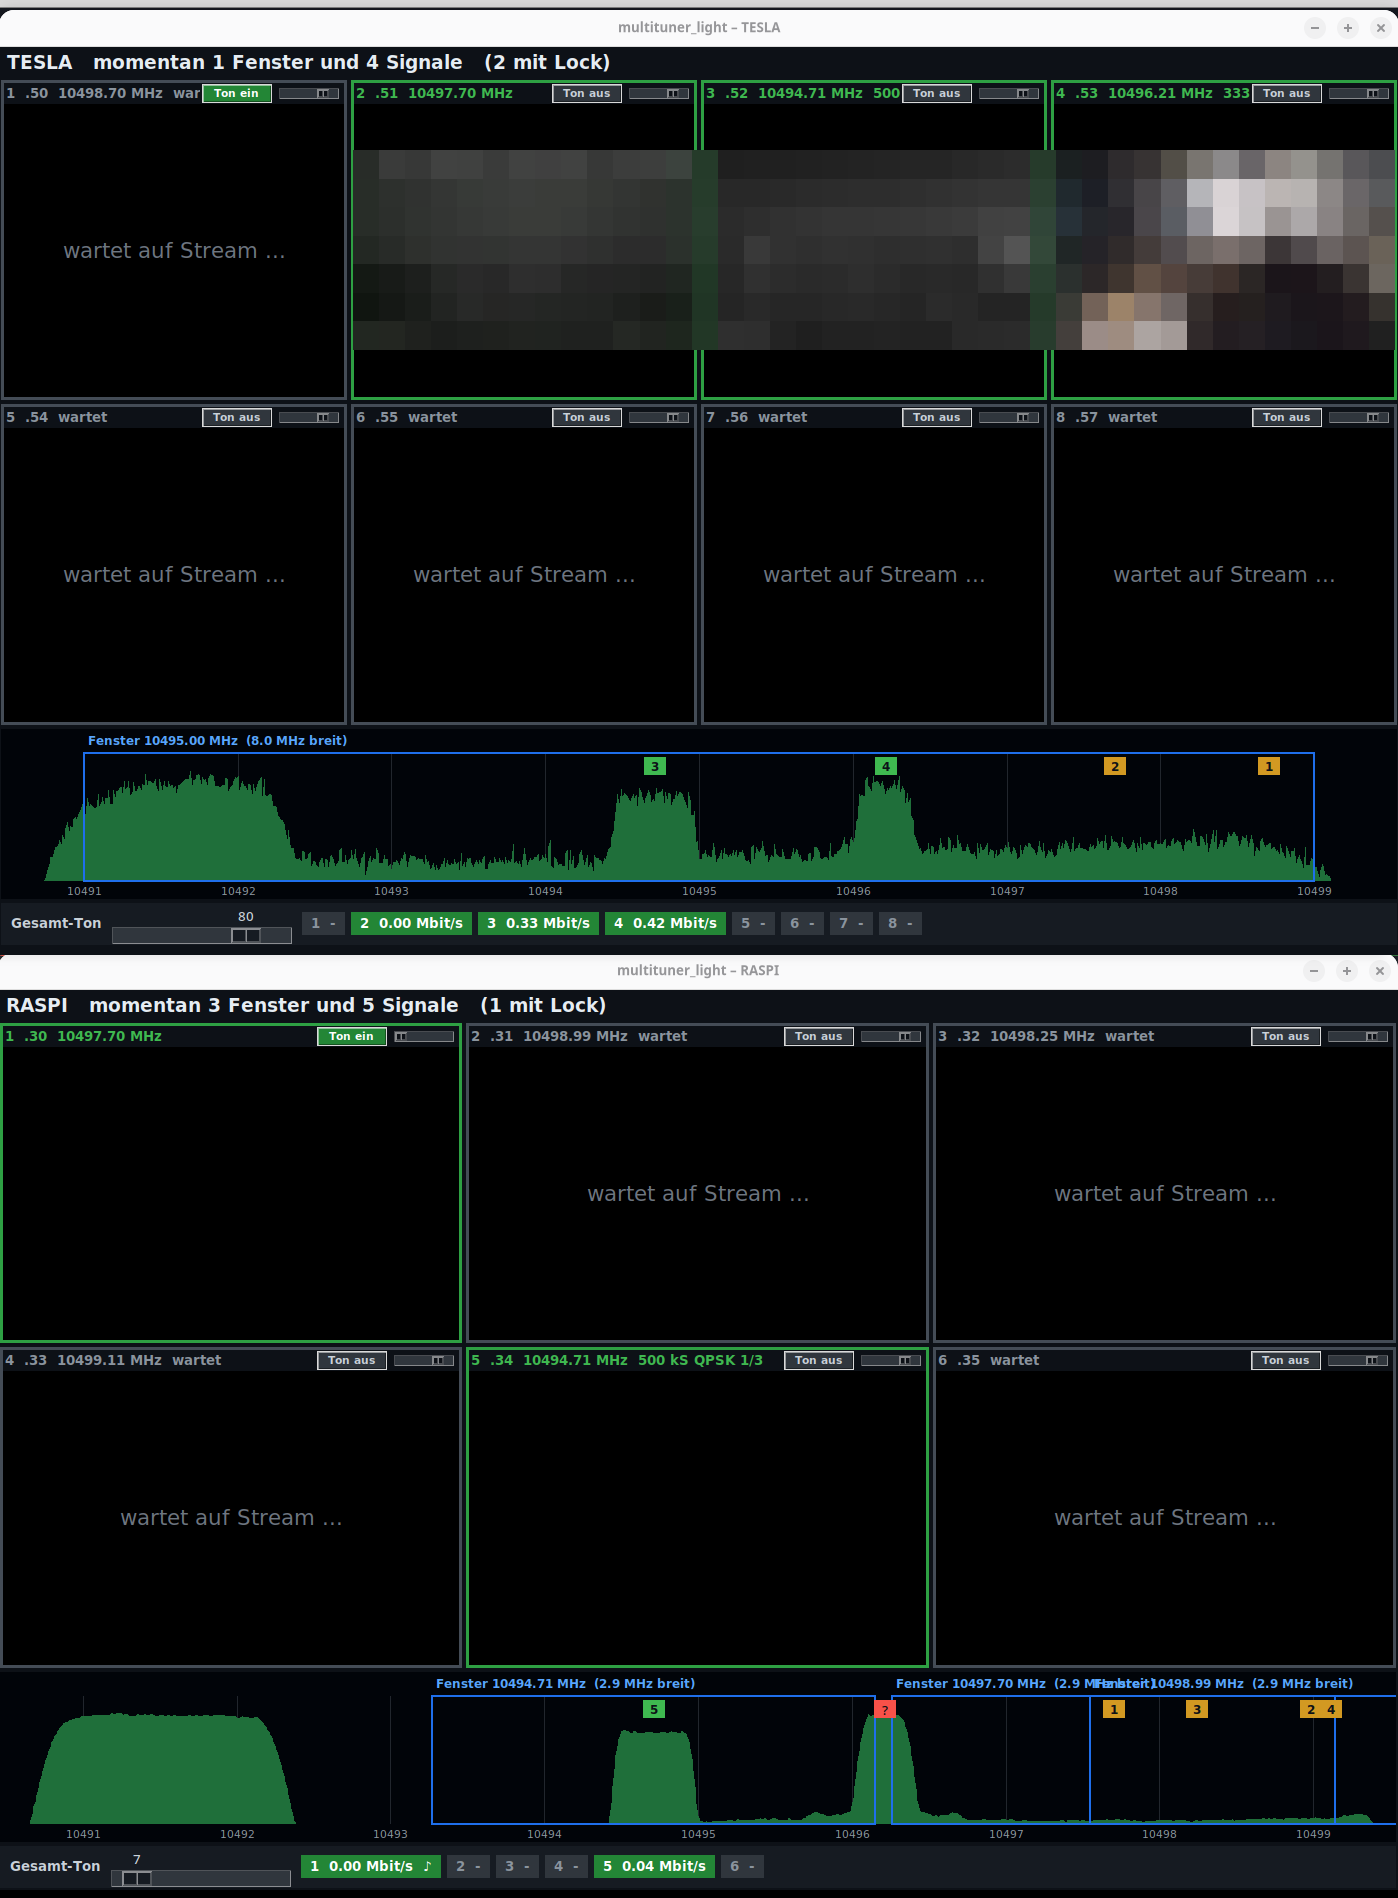 multituner_light – TESLA
TESLA momentan 1 Fenster und 4 Signale (2 mit Lock)
1 .50 10498.70 MHz war Ton ein
2 .51 10497.70 MHz Ton aus
3 .52 10494.71 MHz 500 Ton aus
4 .53 10496.21 MHz 333 Ton aus
wartet auf Stream ...
5 .54 wartet Ton aus
6 .55 wartet Ton aus
7 .56 wartet Ton aus
8 .57 wartet Ton aus
wartet auf Stream ...
wartet auf Stream ...
wartet auf Stream ...
wartet auf Stream ...
Fenster 10495.00 MHz (8.0 MHz breit)
3 4 2 1
10491 10492 10493 10494 10495 10496 10497 10498 10499
Gesamt-Ton 80 1 - 2 0.00 Mbit/s 3 0.33 Mbit/s 4 0.42 Mbit/s 5 - 6 - 7 - 8 -
multituner_light – RASPI
RASPI momentan 3 Fenster und 5 Signale (1 mit Lock)
1 .30 10497.70 MHz Ton ein
2 .31 10498.99 MHz wartet Ton aus
3 .32 10498.25 MHz wartet Ton aus
wartet auf Stream ...
wartet auf Stream ...
4 .33 10499.11 MHz wartet Ton aus
5 .34 10494.71 MHz 500 kS QPSK 1/3 Ton aus
6 .35 wartet Ton aus
wartet auf Stream ...
wartet auf Stream ...
Fenster 10494.71 MHz (2.9 MHz breit)
Fenster 10497.70 MHz (2.9 MHz breit)
Fenster 10498.99 MHz (2.9 MHz breit)
5 ? 1 3 2 4
10491 10492 10493 10494 10495 10496 10497 10498 10499
Gesamt-Ton 7 1 0.00 Mbit/s ♪ 2 - 3 - 4 - 5 0.04 Mbit/s 6 -